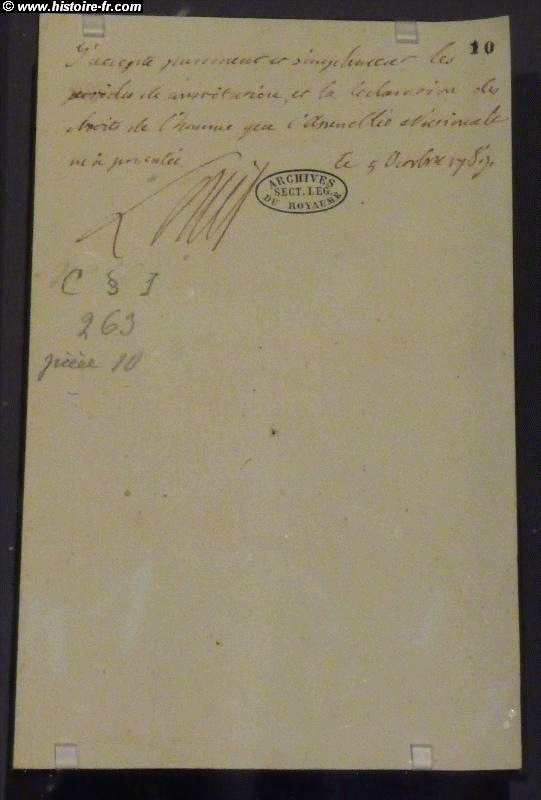 © www.histoire-fr.com
10
J'accepte purement et simplement les
articles de constitution, et la declaration des
droits de l'homme que l'Assemblée Nationale
m'a presentée
le 5 Octobre 1789.
Louis
ARCHIVES
SECT. LEG.
DU ROYAUME
C § I
263
pièce 10